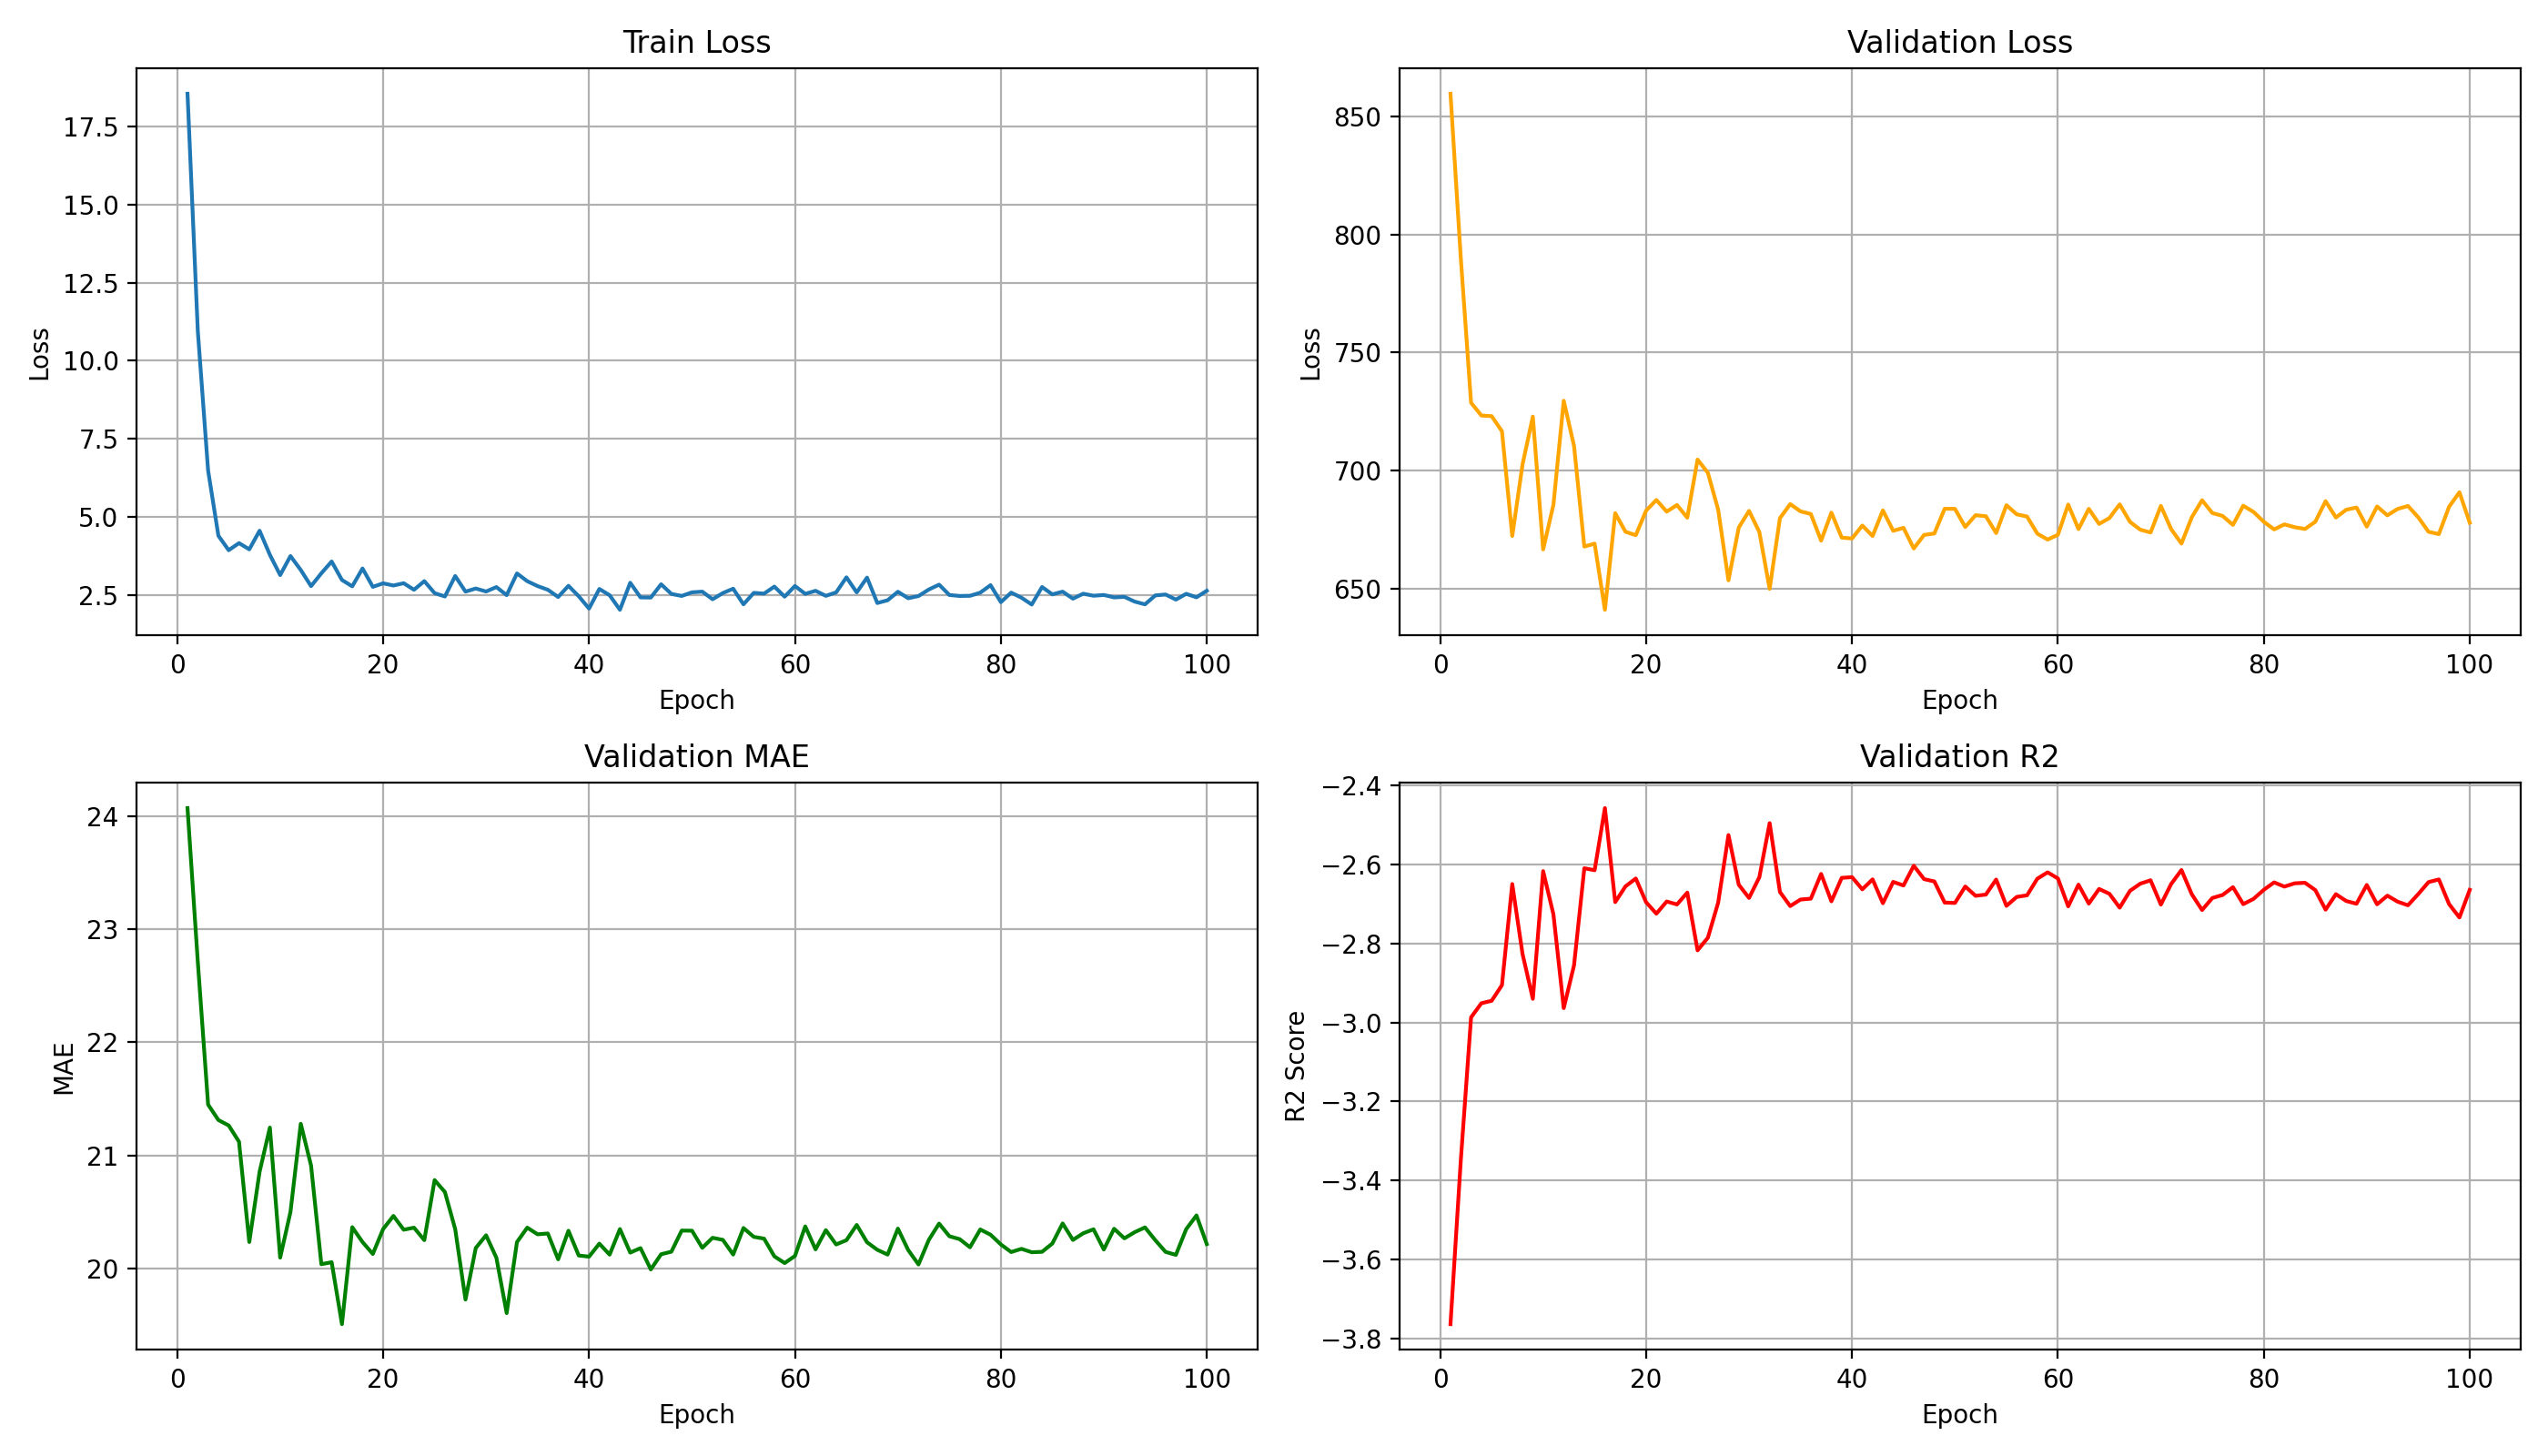 Train Loss
Loss
17.5
15.0
12.5
10.0
7.5
5.0
2.5
0 20 40 60 80 100
Epoch
Validation Loss
Loss
850
800
750
700
650
0 20 40 60 80 100
Epoch
Validation MAE
MAE
24
23
22
21
20
0 20 40 60 80 100
Epoch
Validation R2
R2 Score
−2.4
−2.6
−2.8
−3.0
−3.2
−3.4
−3.6
−3.8
0 20 40 60 80 100
Epoch